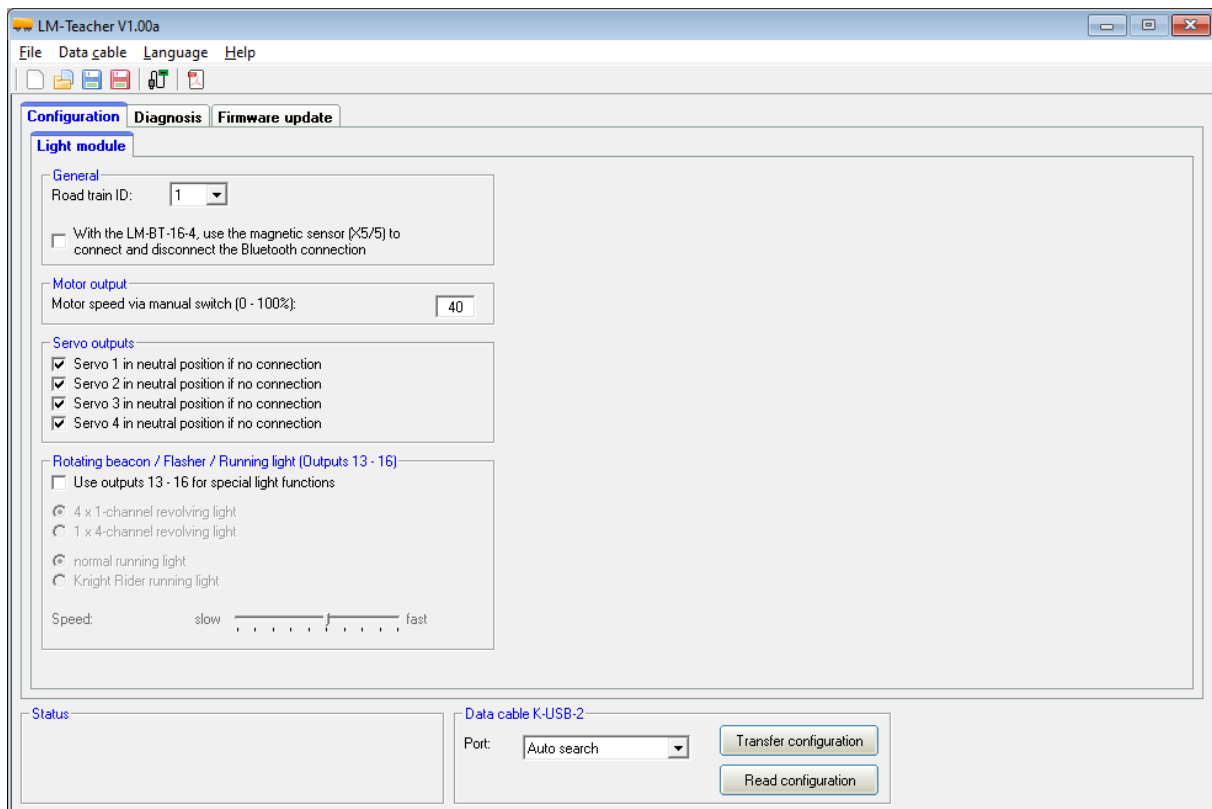 LM-Teacher V1.00a
File Data cable Language Help
Configuration Diagnosis Firmware update
Light module
General
Road train ID: 1
With the LM-BT-16-4, use the magnetic sensor (X5/5) to
connect and disconnect the Bluetooth connection
Motor output
Motor speed via manual switch (0 - 100%): 40
Servo outputs
Servo 1 in neutral position if no connection
Servo 2 in neutral position if no connection
Servo 3 in neutral position if no connection
Servo 4 in neutral position if no connection
Rotating beacon / Flasher / Running light (Outputs 13 - 16)
Use outputs 13 - 16 for special light functions
4 x 1-channel revolving light
1 x 4-channel revolving light
normal running light
Knight Rider running light
Speed: slow fast
Status
Data cable K-USB-2
Port: Auto search
Transfer configuration
Read configuration